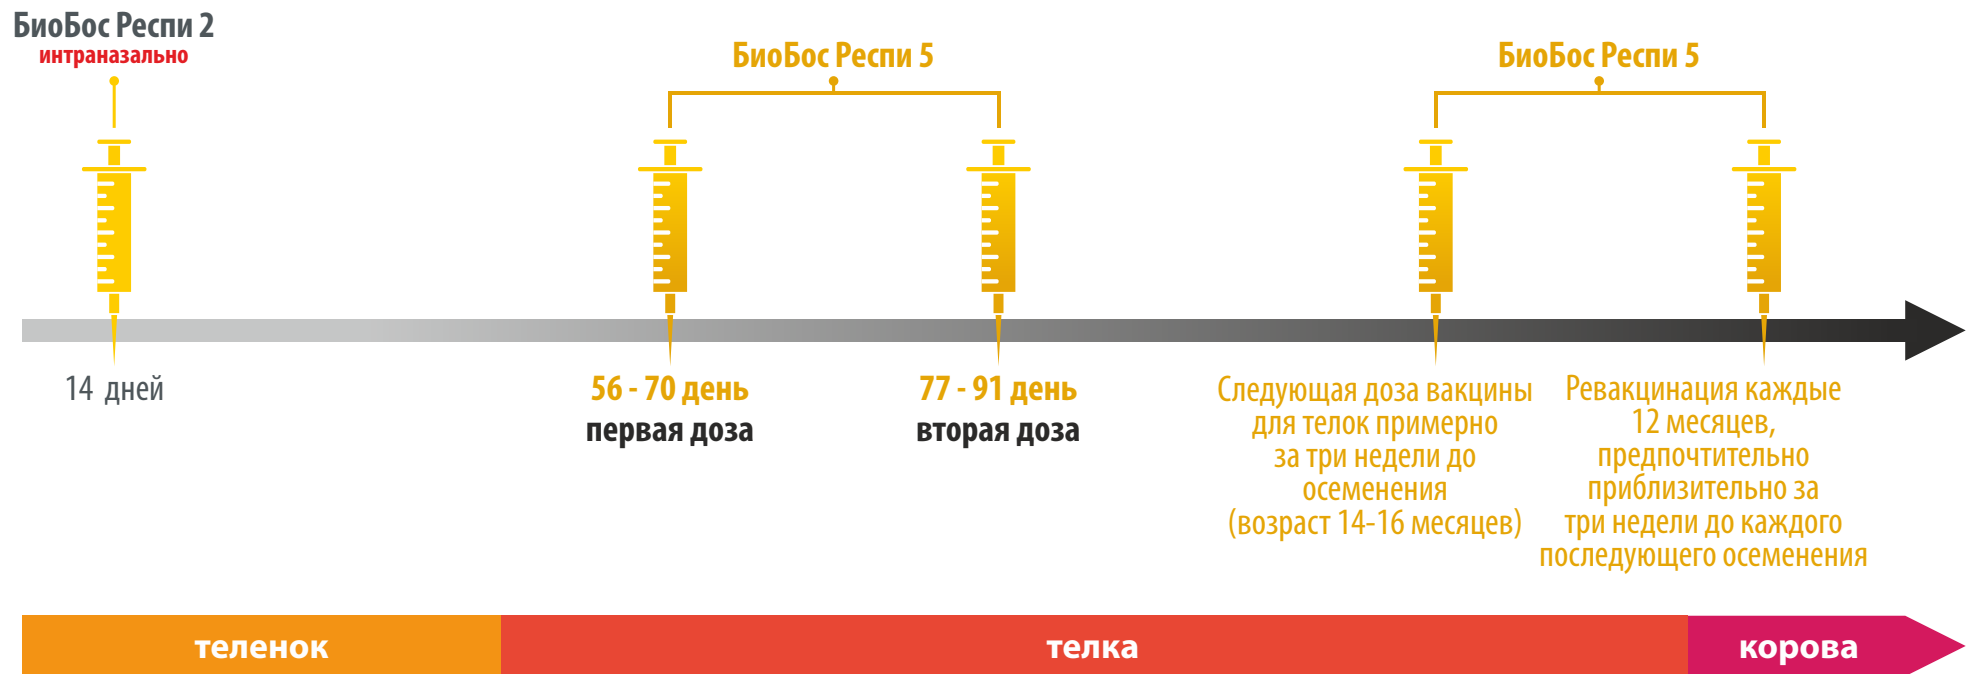 БиоБос Респи 2
интраназально
БиоБос Респи 5
БиоБос Респи 5
14 дней
56 - 70 день
первая доза
77 - 91 день
вторая доза
Следующая доза вакцины
для телок примерно
за три недели до
осеменения
(возраст 14-16 месяцев)
Ревакцинация каждые
12 месяцев,
предпочтительно
приблизительно за
три недели до каждого
последующего осеменения
теленок
телка
корова